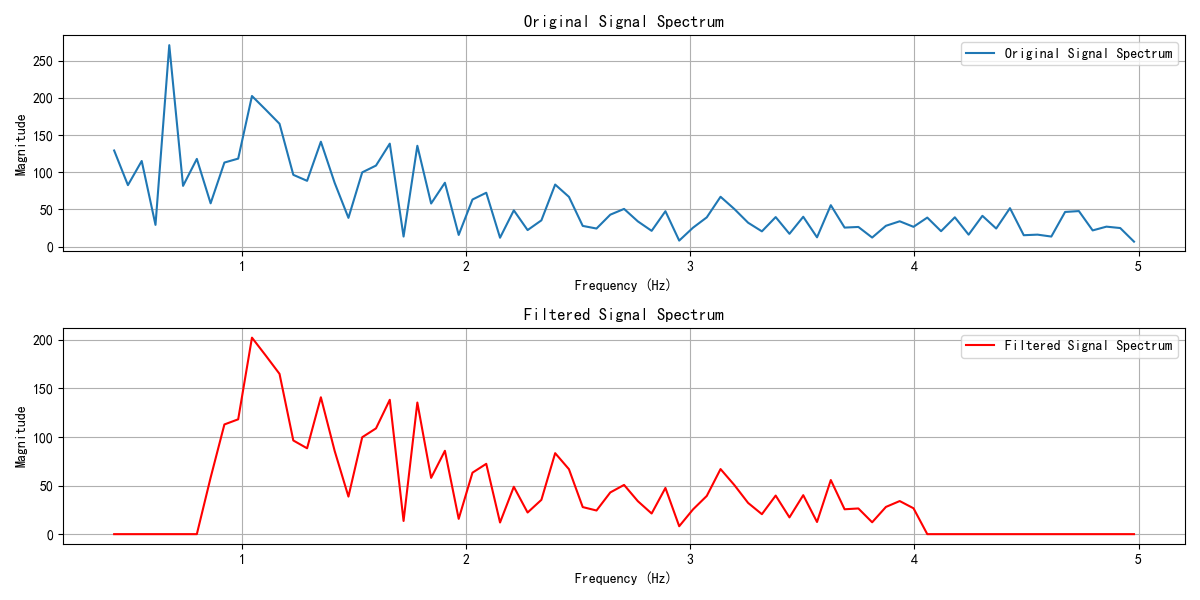 Original Signal Spectrum
Original Signal Spectrum
250
200
150
100
50
0
Magnitude
1 2 3 4 5
Frequency (Hz)
Filtered Signal Spectrum
Filtered Signal Spectrum
200
150
100
50
0
Magnitude
1 2 3 4 5
Frequency (Hz)